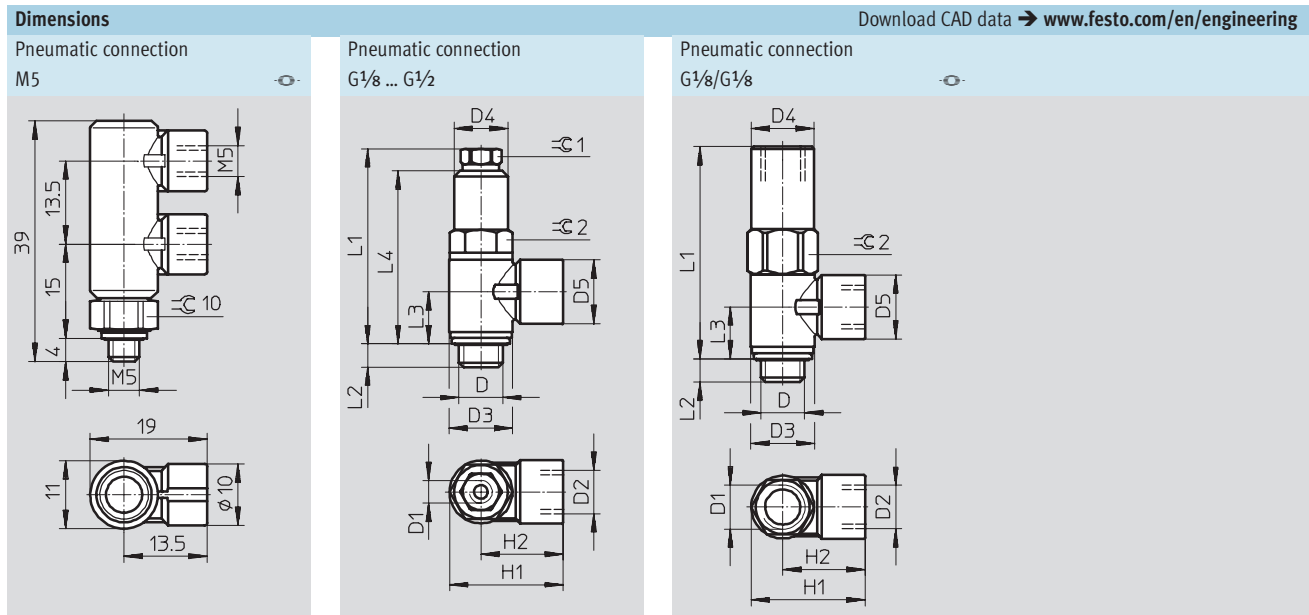 Dimensions
Download CAD data ➔ www.festo.com/en/engineering
Pneumatic connection
M5
39
13.5
15
4
M5
10
M5
19
11
ø10
13.5
Pneumatic connection
G⅛ ... G½
D4
1
2
L1
L4
L3
L2
D5
D
D3
D1
D2
H2
H1
Pneumatic connection
G⅛/G⅛
D4
2
L1
L3
L2
D5
D
D3
D1
D2
H2
H1